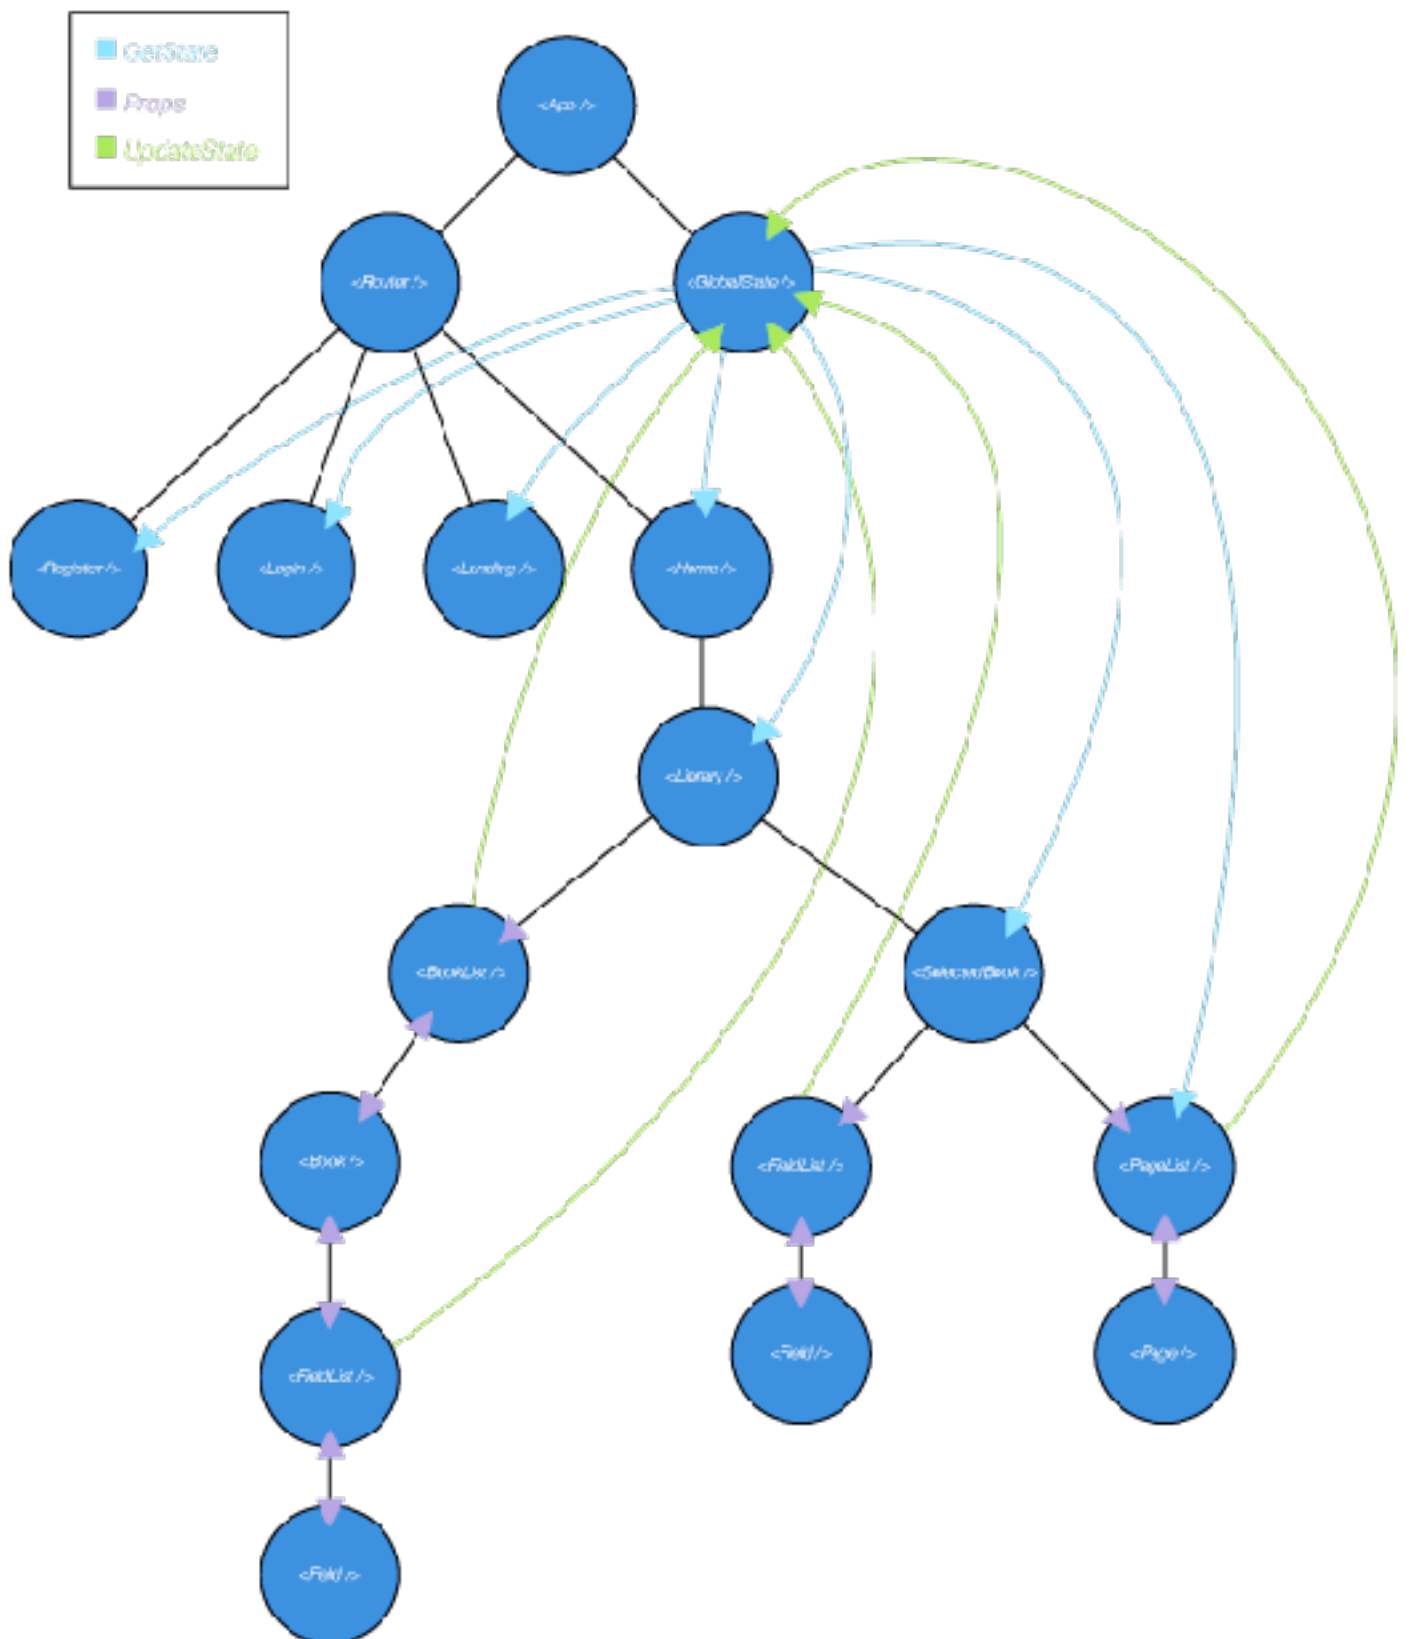 GetState
Props
UpdateState
<App />
<Router />
<GlobalState />
<Register />
<Login />
<Landing />
<Home />
<Library />
<BookList />
<SelectedBook />
<Book />
<FieldList />
<PageList />
<FieldList />
<Field />
<Page />
<Field />